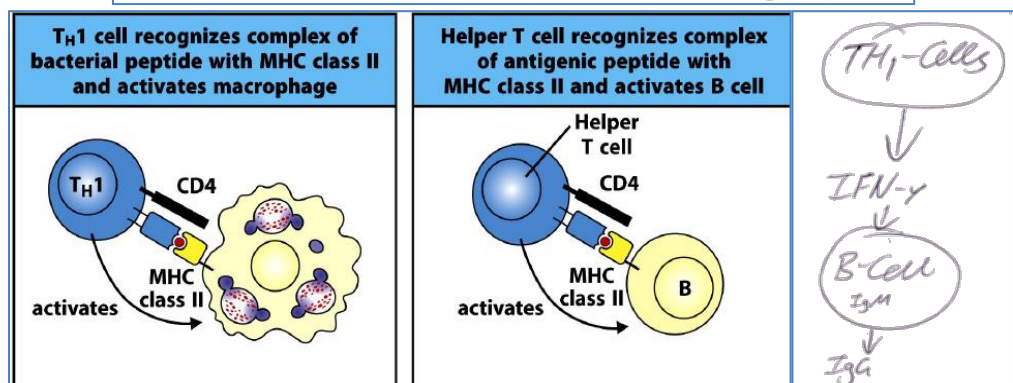 TH1 cell recognizes complex of
bacterial peptide with MHC class II
and activates macrophage
TH1
CD4
MHC
class II
activates
Helper T cell recognizes complex
of antigenic peptide with
MHC class II and activates B cell
Helper
T cell
CD4
MHC
class II
B
activates
TH1-Cells
IFN-γ
B-Cell
IgM
IgG